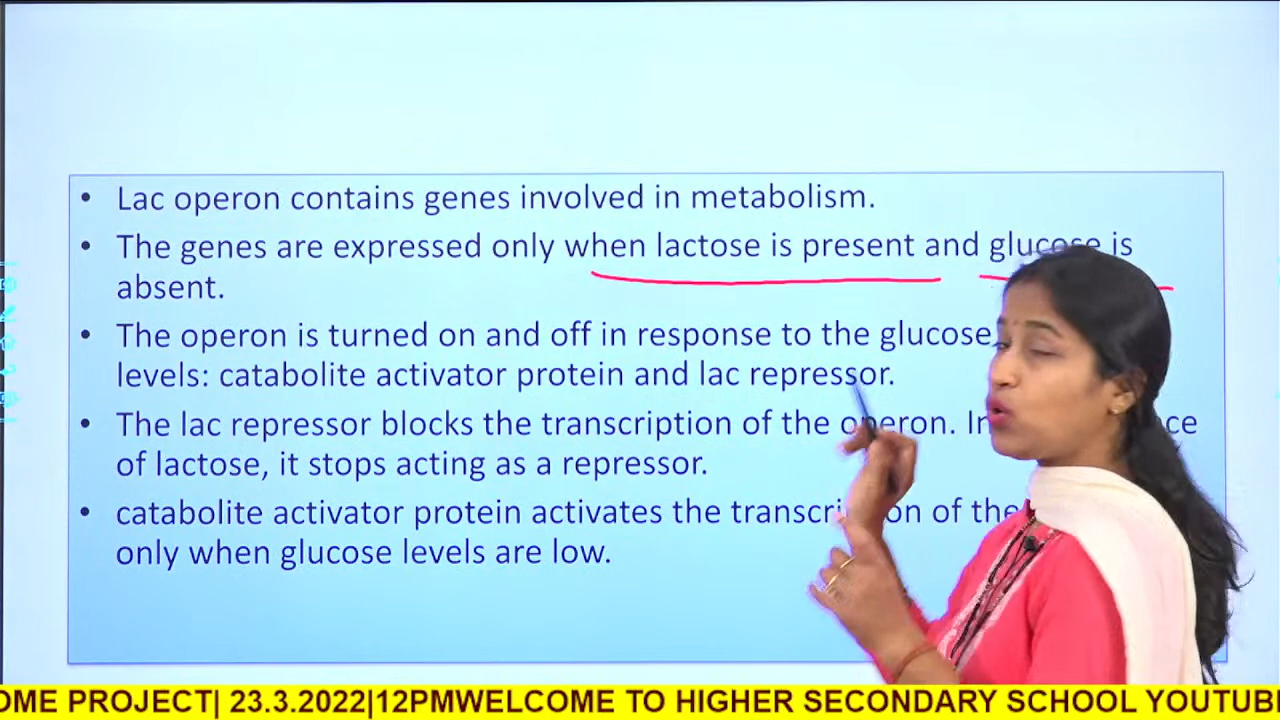 • Lac operon contains genes involved in metabolism.
• The genes are expressed only when lactose is present and glucose is
absent.
• The operon is turned on and off in response to the glucose
levels: catabolite activator protein and lac repressor.
• The lac repressor blocks the transcription of the operon. In
of lactose, it stops acting as a repressor.
• catabolite activator protein activates the transcription of the
only when glucose levels are low.
OME PROJECT| 23.3.2022|12PMWELCOME TO HIGHER SECONDARY SCHOOL YOUTUB